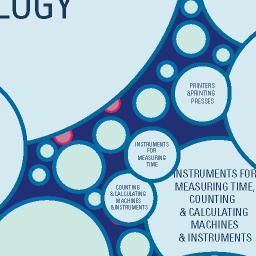 LOGY
PRINTERS
& PRINTING
PRESSES
INSTRUMENTS
FOR
MEASURING
TIME
COUNTING
& CALCULATING
MACHINES
& INSTRUMENTS
INSTRUMENTS FOR
MEASURING TIME,
COUNTING
& CALCULATING
MACHINES
& INSTRUMENTS